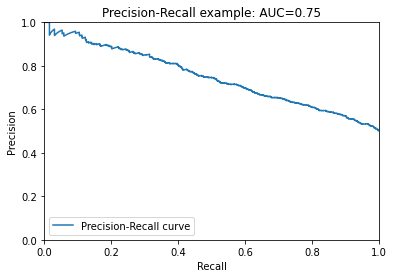 Precision-Recall example: AUC=0.75
1.0
0.8
0.6
0.4
0.2
0.0
Precision
Precision-Recall curve
0.0 0.2 0.4 0.6 0.8 1.0
Recall